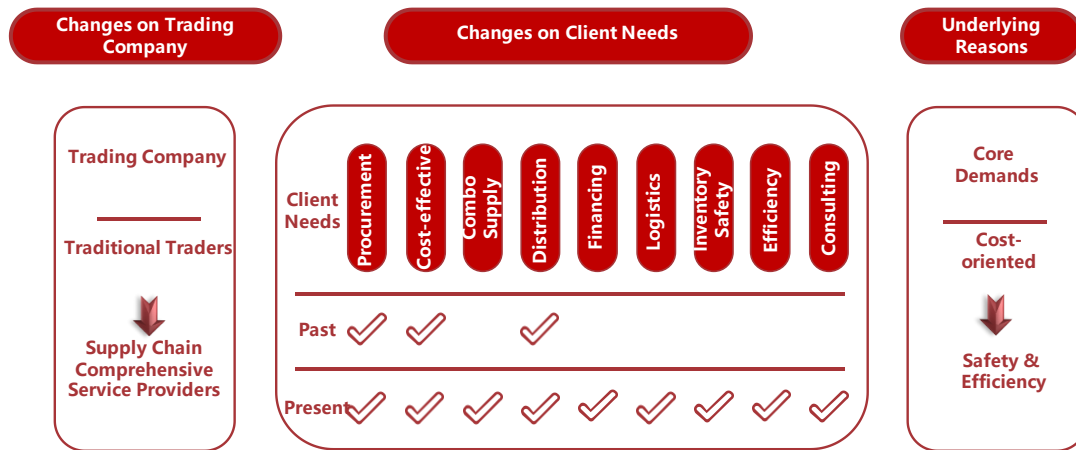 Changes on Trading
Company
Changes on Client Needs
Underlying
Reasons
Trading Company
Traditional Traders
Supply Chain
Comprehensive
Service Providers
Client
Needs
Procurement
Cost-effective
Combo
Supply
Distribution
Financing
Logistics
Inventory
Safety
Efficiency
Consulting
Past
Present
Core
Demands
Cost-
oriented
Safety &
Efficiency